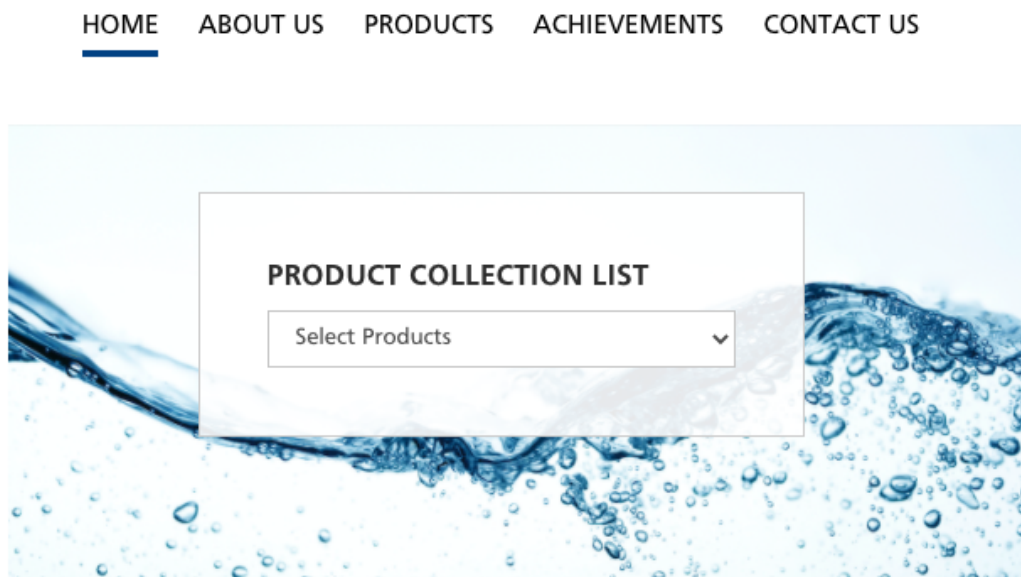 HOME ABOUT US PRODUCTS ACHIEVEMENTS CONTACT US
PRODUCT COLLECTION LIST
Select Products